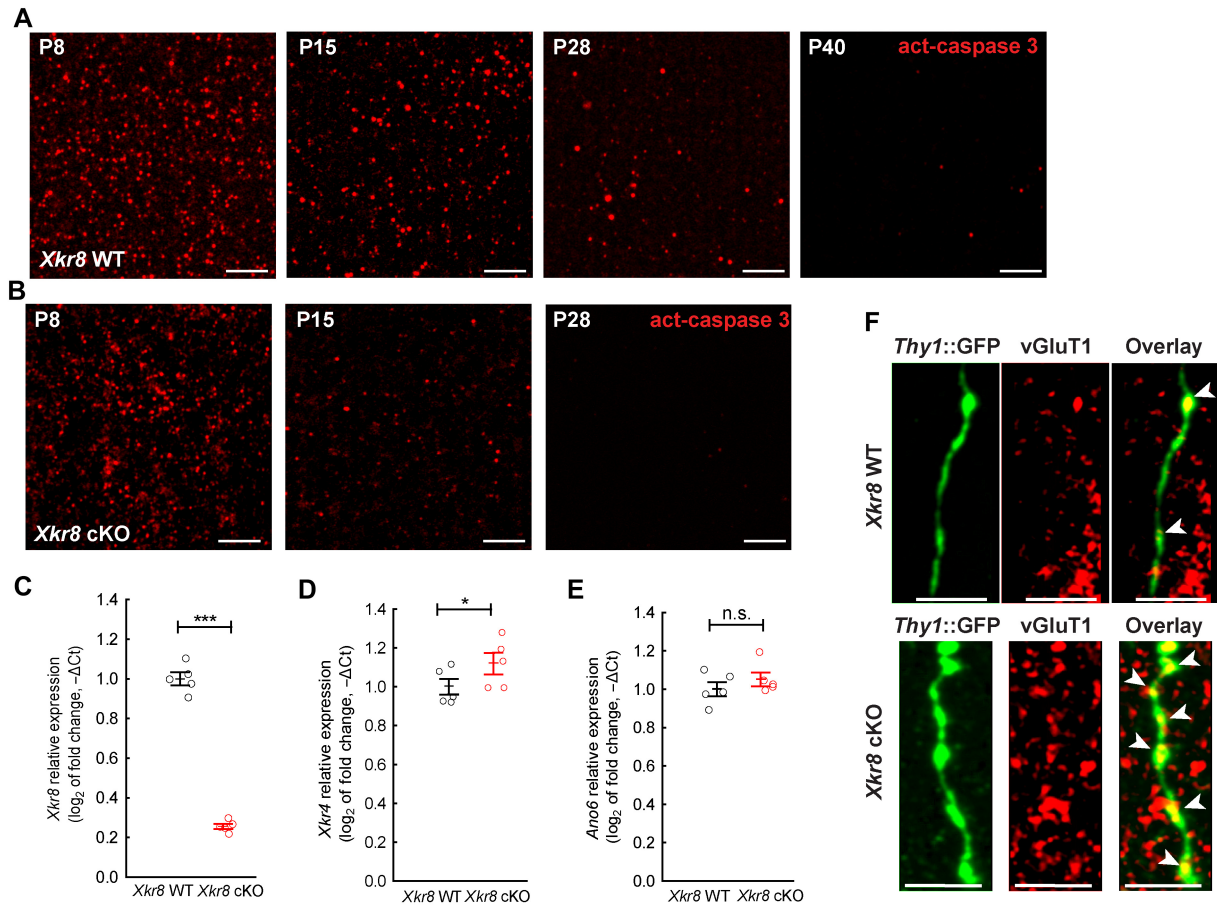 A
P8
P15
P28
P40
act-caspase 3
Xkr8 WT
B
P8
P15
P28
act-caspase 3
Xkr8 cKO
C
Xkr8 relative expression
(log2 of fold change, −ΔCt)
1.4
1.2
1.0
0.8
0.6
0.4
0.2
0.0
***
Xkr8 WT Xkr8 cKO
D
Xkr4 relative expression
(log2 of fold change, −ΔCt)
1.4
1.2
1.0
0.8
0.6
0.4
0.2
0.0
*
Xkr8 WT Xkr8 cKO
E
Ano6 relative expression
(log2 of fold change, −ΔCt)
1.4
1.2
1.0
0.8
0.6
0.4
0.2
0.0
n.s.
Xkr8 WT Xkr8 cKO
F
Thy1::GFP vGluT1 Overlay
Xkr8 WT
Thy1::GFP vGluT1 Overlay
Xkr8 cKO